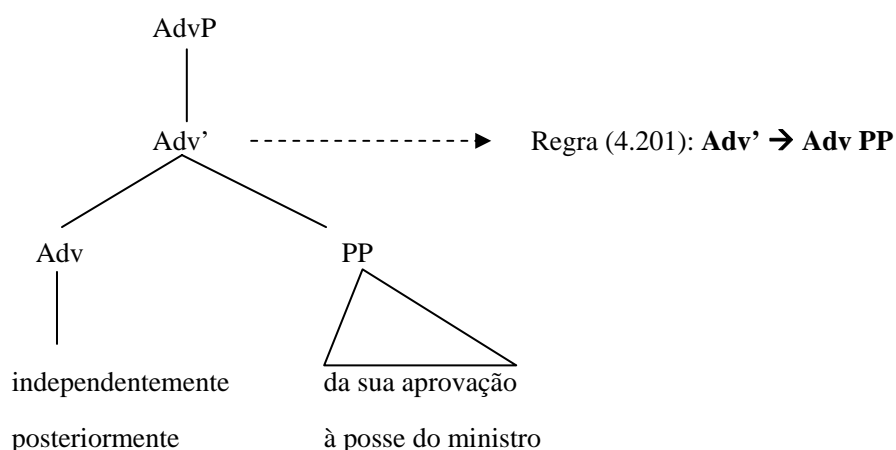 AdvP
Adv’ Regra (4.201): Adv’ → Adv PP
Adv PP
independentemente da sua aprovação
posteriormente à posse do ministro